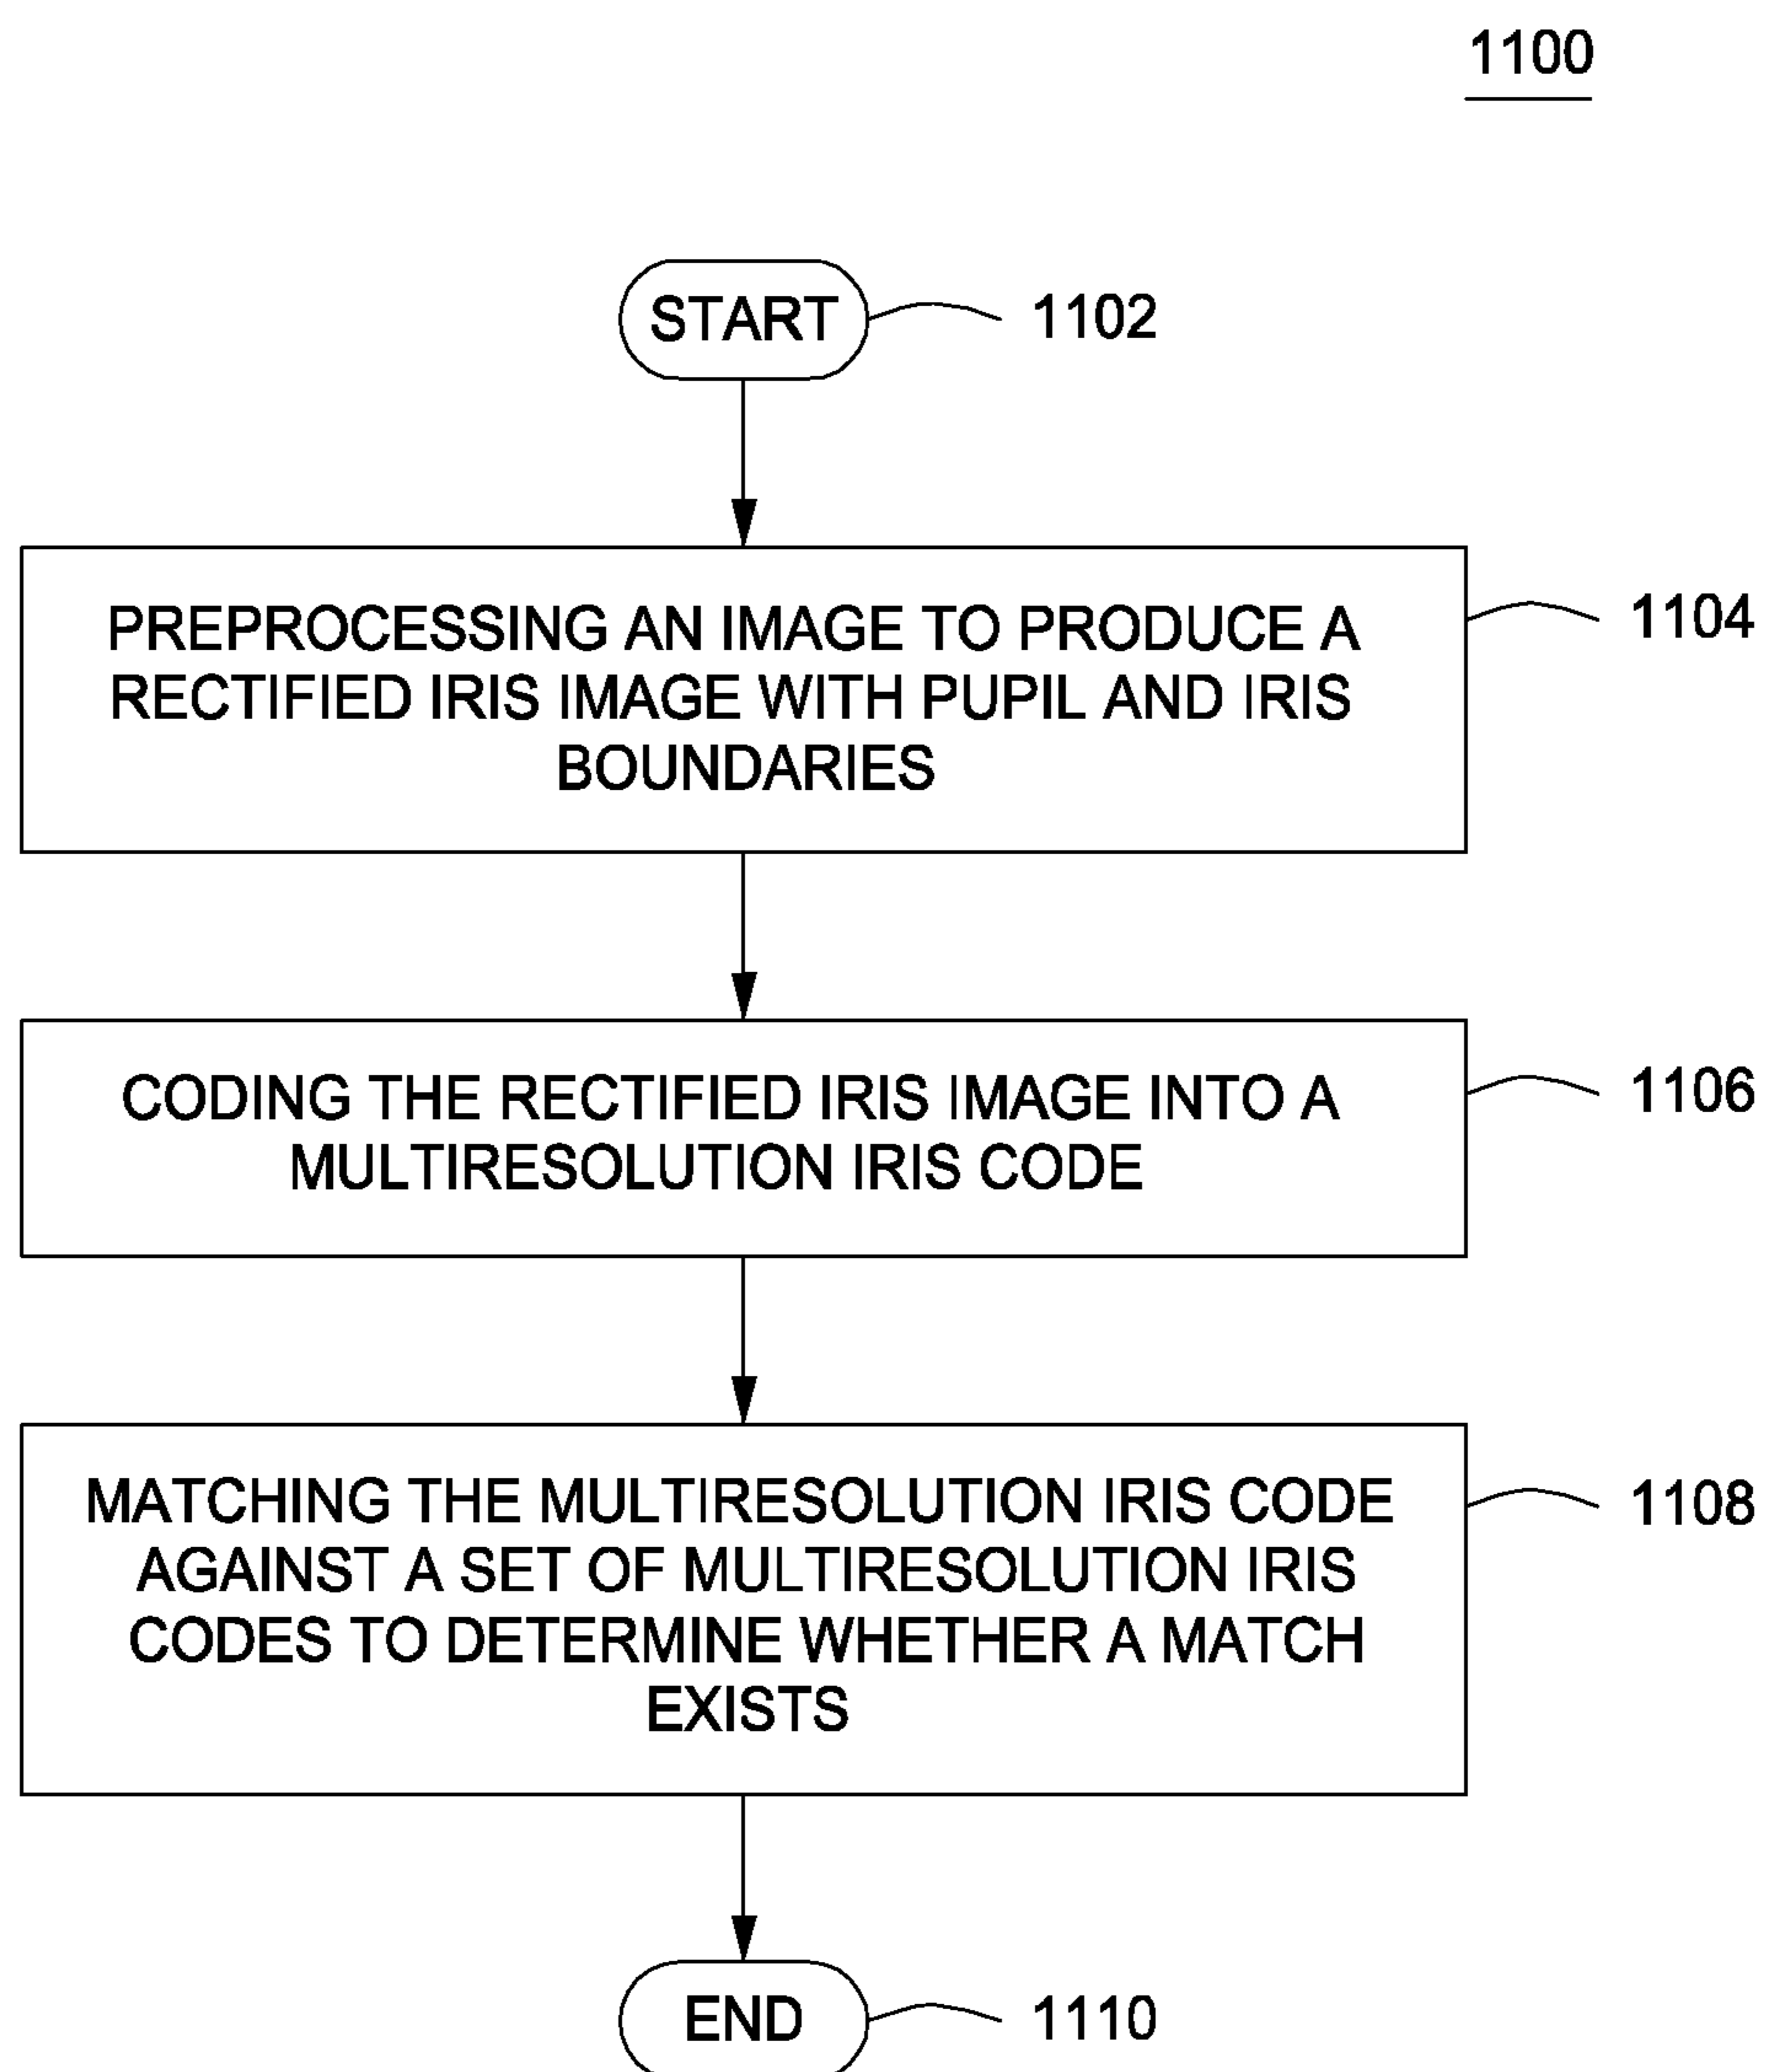 1100
START
1102
PREPROCESSING AN IMAGE TO PRODUCE A
RECTIFIED IRIS IMAGE WITH PUPIL AND IRIS
BOUNDARIES
1104
CODING THE RECTIFIED IRIS IMAGE INTO A
MULTIRESOLUTION IRIS CODE
1106
MATCHING THE MULTIRESOLUTION IRIS CODE
AGAINST A SET OF MULTIRESOLUTION IRIS
CODES TO DETERMINE WHETHER A MATCH
EXISTS
1108
END
1110